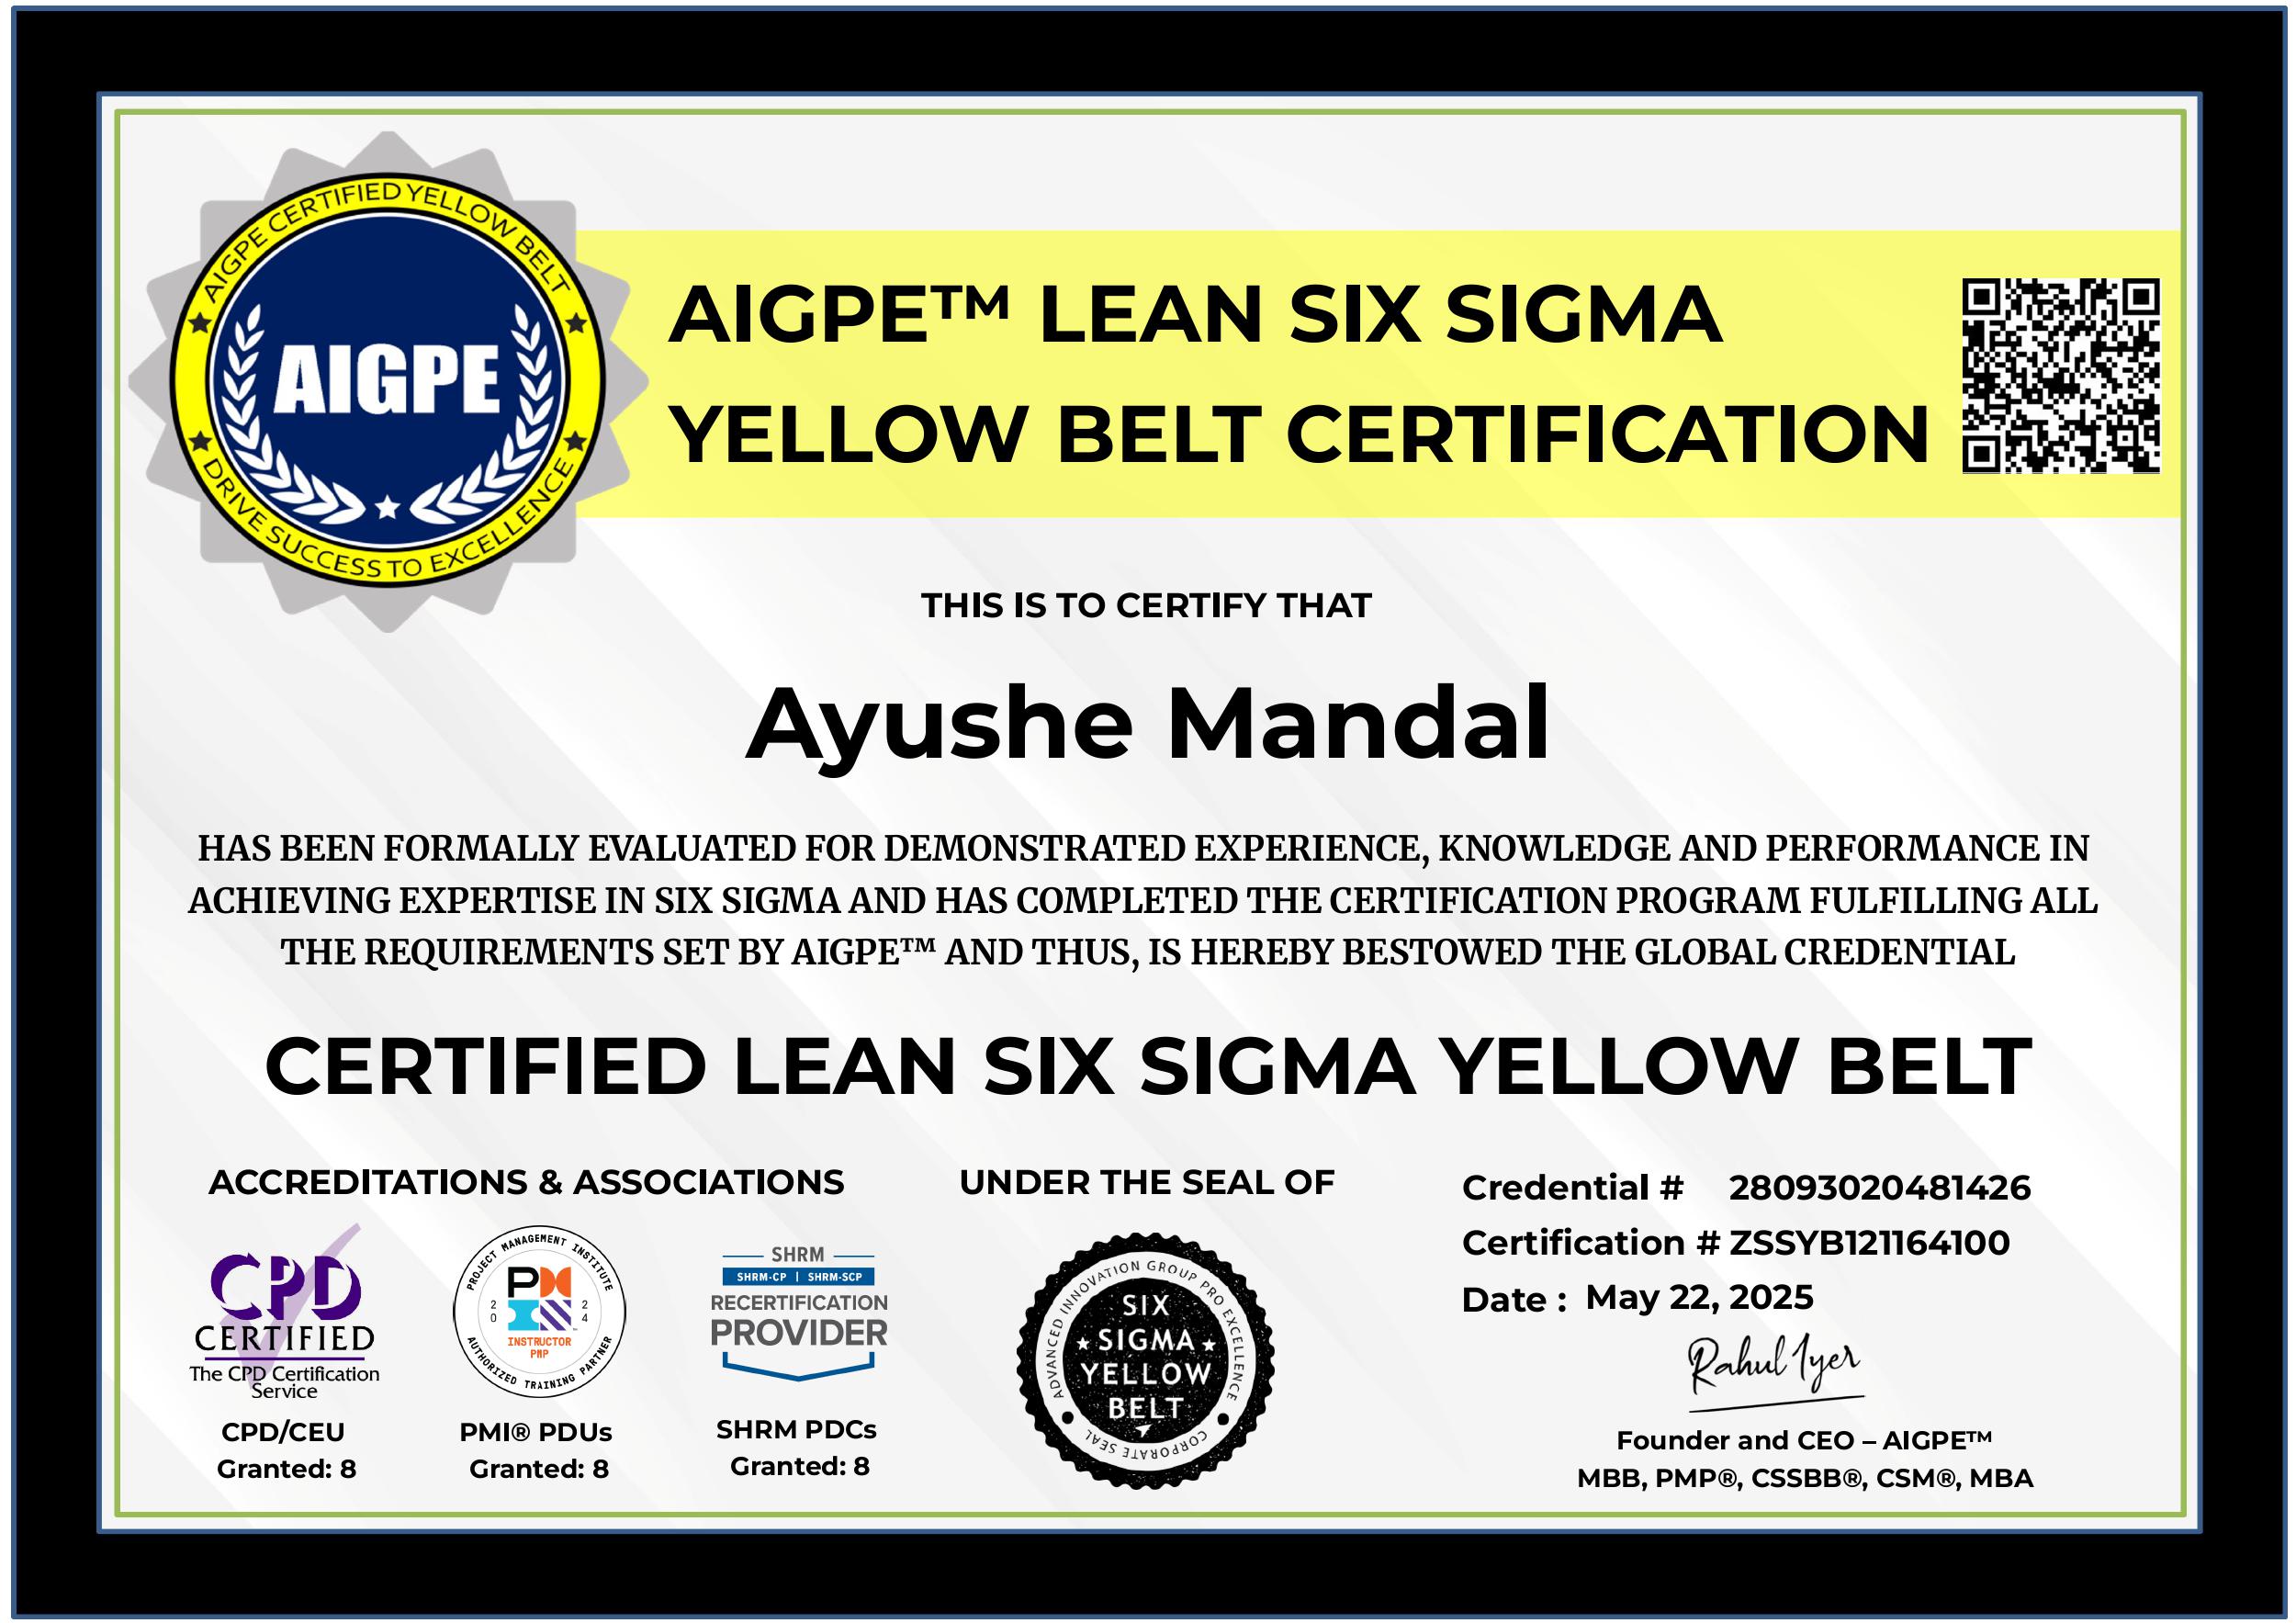 AIGPE CERTIFIED YELLOW BELT
AIGPE
DRIVE SUCCESS TO EXCELLENCE
AIGPE™ LEAN SIX SIGMA
YELLOW BELT CERTIFICATION
THIS IS TO CERTIFY THAT
Ayushe Mandal
HAS BEEN FORMALLY EVALUATED FOR DEMONSTRATED EXPERIENCE, KNOWLEDGE AND PERFORMANCE IN
ACHIEVING EXPERTISE IN SIX SIGMA AND HAS COMPLETED THE CERTIFICATION PROGRAM FULFILLING ALL
THE REQUIREMENTS SET BY AIGPE™ AND THUS, IS HEREBY BESTOWED THE GLOBAL CREDENTIAL
CERTIFIED LEAN SIX SIGMA YELLOW BELT
ACCREDITATIONS & ASSOCIATIONS
CPD
CERTIFIED
The CPD Certification
Service
CPD/CEU
Granted: 8
PROJECT MANAGEMENT INSTITUTE
PMI
20 24
INSTRUCTOR
PMP
AUTHORIZED TRAINING PARTNER
PMI® PDUs
Granted: 8
SHRM
SHRM-CP | SHRM-SCP
RECERTIFICATION
PROVIDER
SHRM PDCs
Granted: 8
UNDER THE SEAL OF
ADVANCED INNOVATION GROUP PRO EXCELLENCE
SIX
SIGMA
YELLOW
BELT
CORPORATE SEAL
Credential # 28093020481426
Certification # ZSSYB121164100
Date : May 22, 2025
Rahul Iyer
Founder and CEO – AIGPE™
MBB, PMP®, CSSBB®, CSM®, MBA